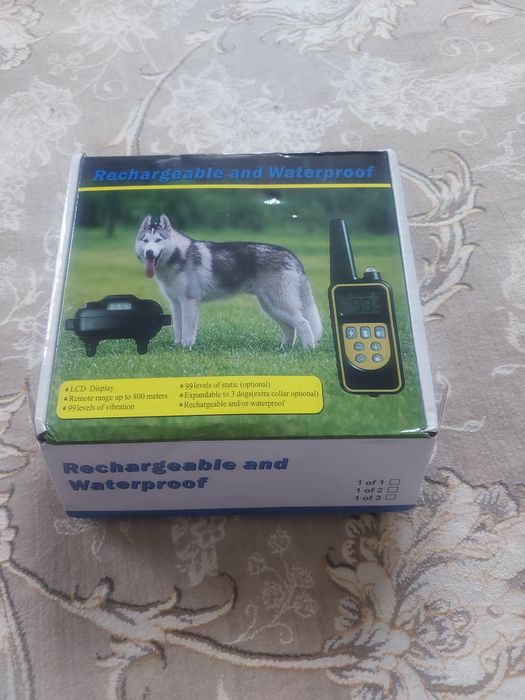 Rechargeable and Waterproof
99
LCD Display
Remote range up to 800 meters
99levels of vibration
99levels of static (optional)
Expandable to 3 dogs(extra collar optional)
Rechargeable and/or waterproof
Rechargeable and
Waterproof
1 of 1
1 of 2
1 of 3